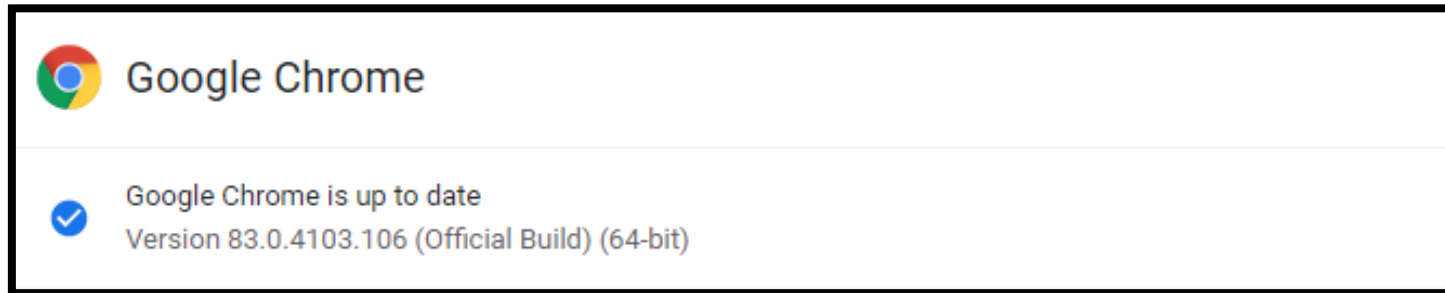 Google Chrome
Google Chrome is up to date
Version 83.0.4103.106 (Official Build) (64-bit)